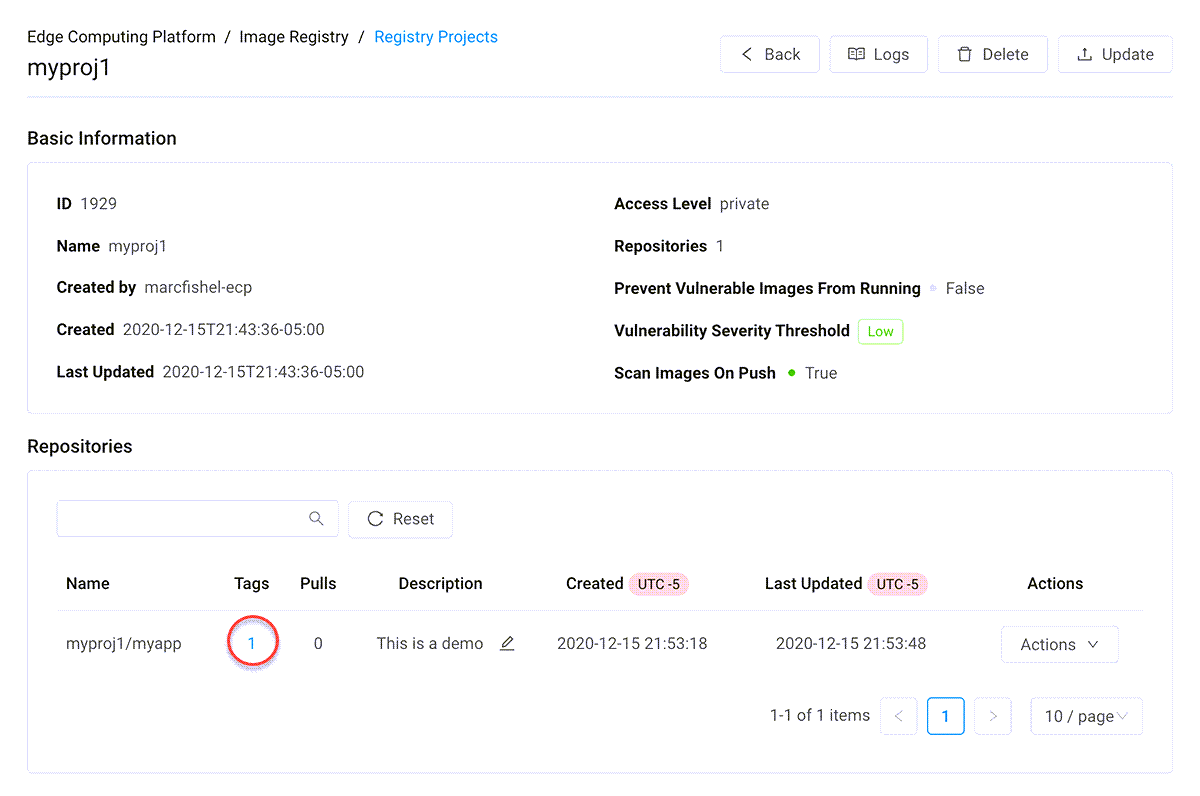 Edge Computing Platform / Image Registry / Registry Projects
myproj1
Back
Logs
Delete
Update
Basic Information
ID 1929
Name myproj1
Created by marcfishel-ecp
Created 2020-12-15T21:43:36-05:00
Last Updated 2020-12-15T21:43:36-05:00
Access Level private
Repositories 1
Prevent Vulnerable Images From Running False
Vulnerability Severity Threshold Low
Scan Images On Push True
Repositories
Reset
Name Tags Pulls Description Created UTC -5 Last Updated UTC -5 Actions
myproj1/myapp 1 0 This is a demo 2020-12-15 21:53:18 2020-12-15 21:53:48 Actions
1-1 of 1 items < 1 > 10 / page